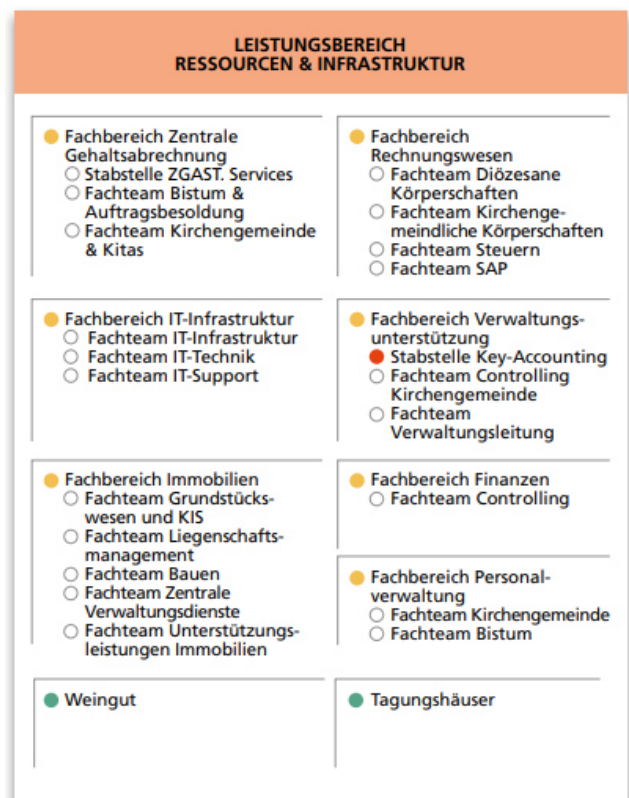 LEISTUNGSBEREICH
RESSOURCEN & INFRASTRUKTUR
Fachbereich Zentrale
Gehaltsabrechnung
Stabstelle ZGAST. Services
Fachteam Bistum &
Auftragsbesoldung
Fachteam Kirchengemeinde
& Kitas
Fachbereich
Rechnungswesen
Fachteam Diözesane
Körperschaften
Fachteam Kirchenge-
meindliche Körperschaften
Fachteam Steuern
Fachteam SAP
Fachbereich IT-Infrastruktur
Fachteam IT-Infrastruktur
Fachteam IT-Technik
Fachteam IT-Support
Fachbereich Verwaltungs-
unterstützung
Stabstelle Key-Accounting
Fachteam Controlling
Kirchengemeinde
Fachteam
Verwaltungsleitung
Fachbereich Immobilien
Fachteam Grundstücks-
wesen und KIS
Fachteam Liegenschafts-
management
Fachteam Bauen
Fachteam Zentrale
Verwaltungsdienste
Fachteam Unterstützungs-
leistungen Immobilien
Fachbereich Finanzen
Fachteam Controlling
Fachbereich Personal-
verwaltung
Fachteam Kirchengemeinde
Fachteam Bistum
Weingut
Tagungshäuser